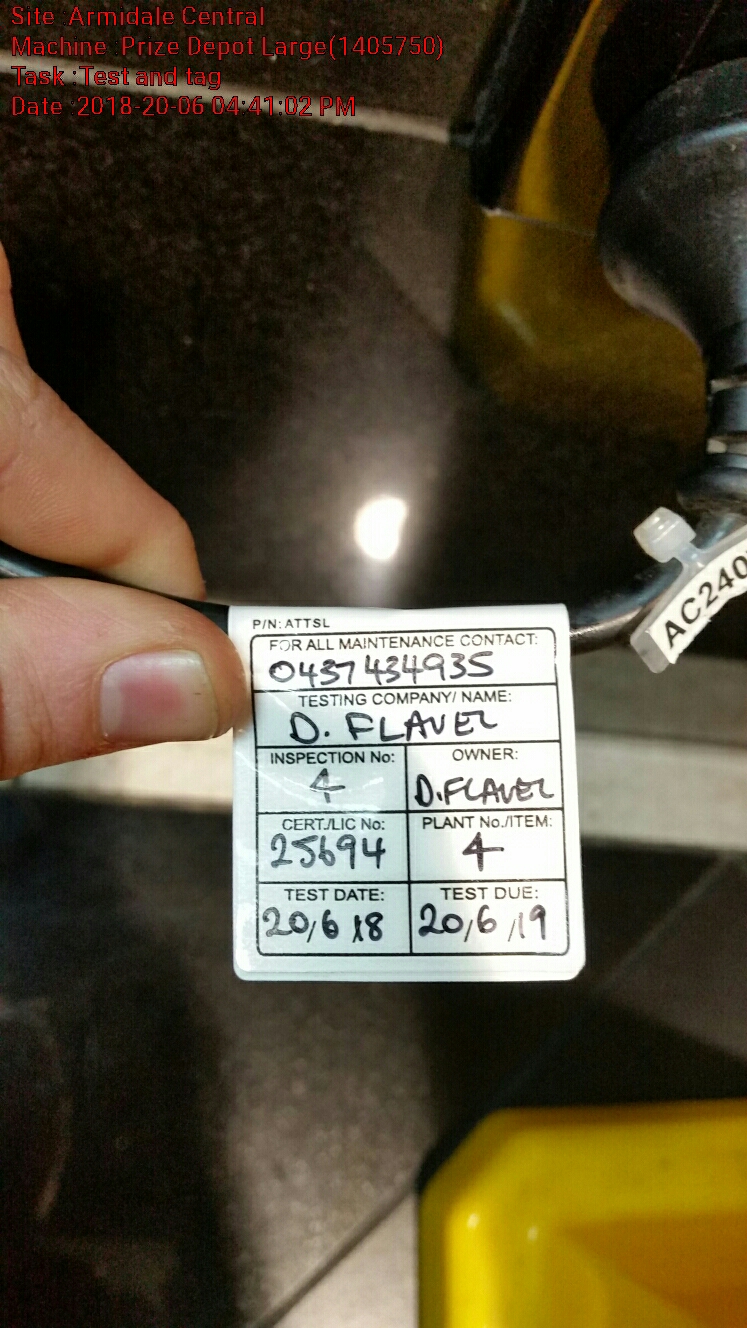 Site :Armidale Central
Machine :Prize Depot Large(1405750)
Task :Test and tag
Date :2018-20-06 04:41:02 PM
P/N: ATTSL
FOR ALL MAINTENANCE CONTACT:
0437434935
TESTING COMPANY/ NAME:
D. FLAVEL
INSPECTION No: OWNER:
4 D.FLAVEL
CERT./LIC No: PLANT No./ITEM:
25694 4
TEST DATE: TEST DUE:
20/6/18 20/6/19
AC240